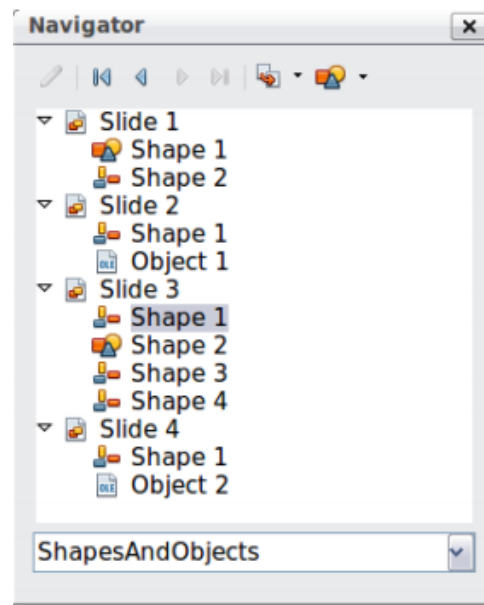 Navigator
Slide 1
Shape 1
Shape 2
Slide 2
Shape 1
Object 1
Slide 3
Shape 1
Shape 2
Shape 3
Shape 4
Slide 4
Shape 1
Object 2
ShapesAndObjects